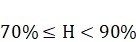 70% ≤ H < 90%